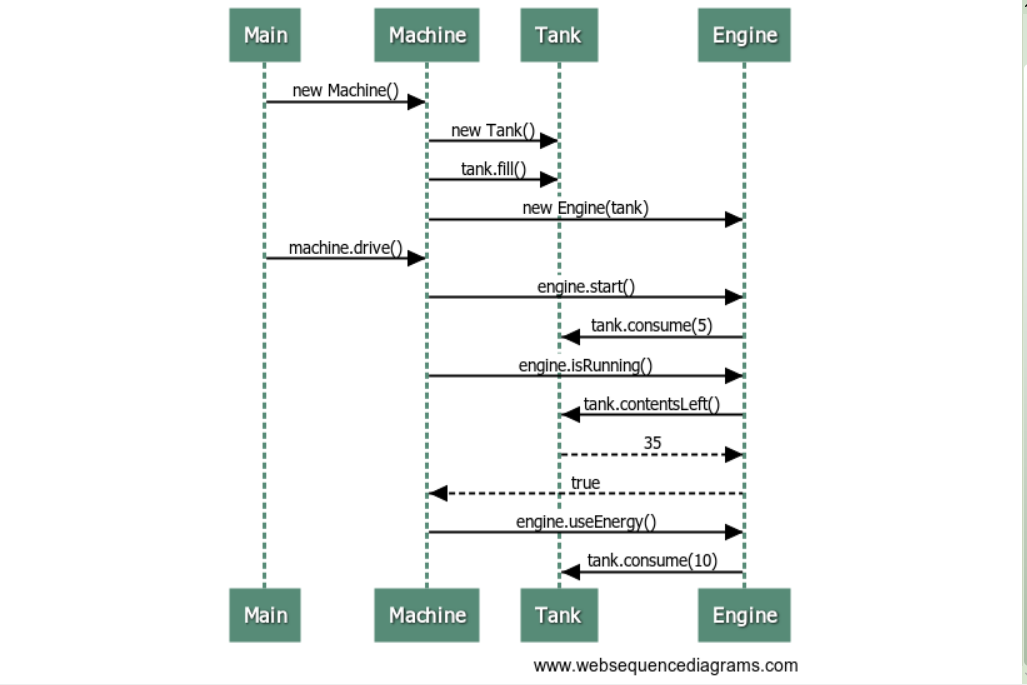 Main Machine Tank Engine
new Machine()
new Tank()
tank.fill()
new Engine(tank)
machine.drive()
engine.start()
tank.consume(5)
engine.isRunning()
tank.contentsLeft()
35
true
engine.useEnergy()
tank.consume(10)
Main Machine Tank Engine
www.websequencediagrams.com